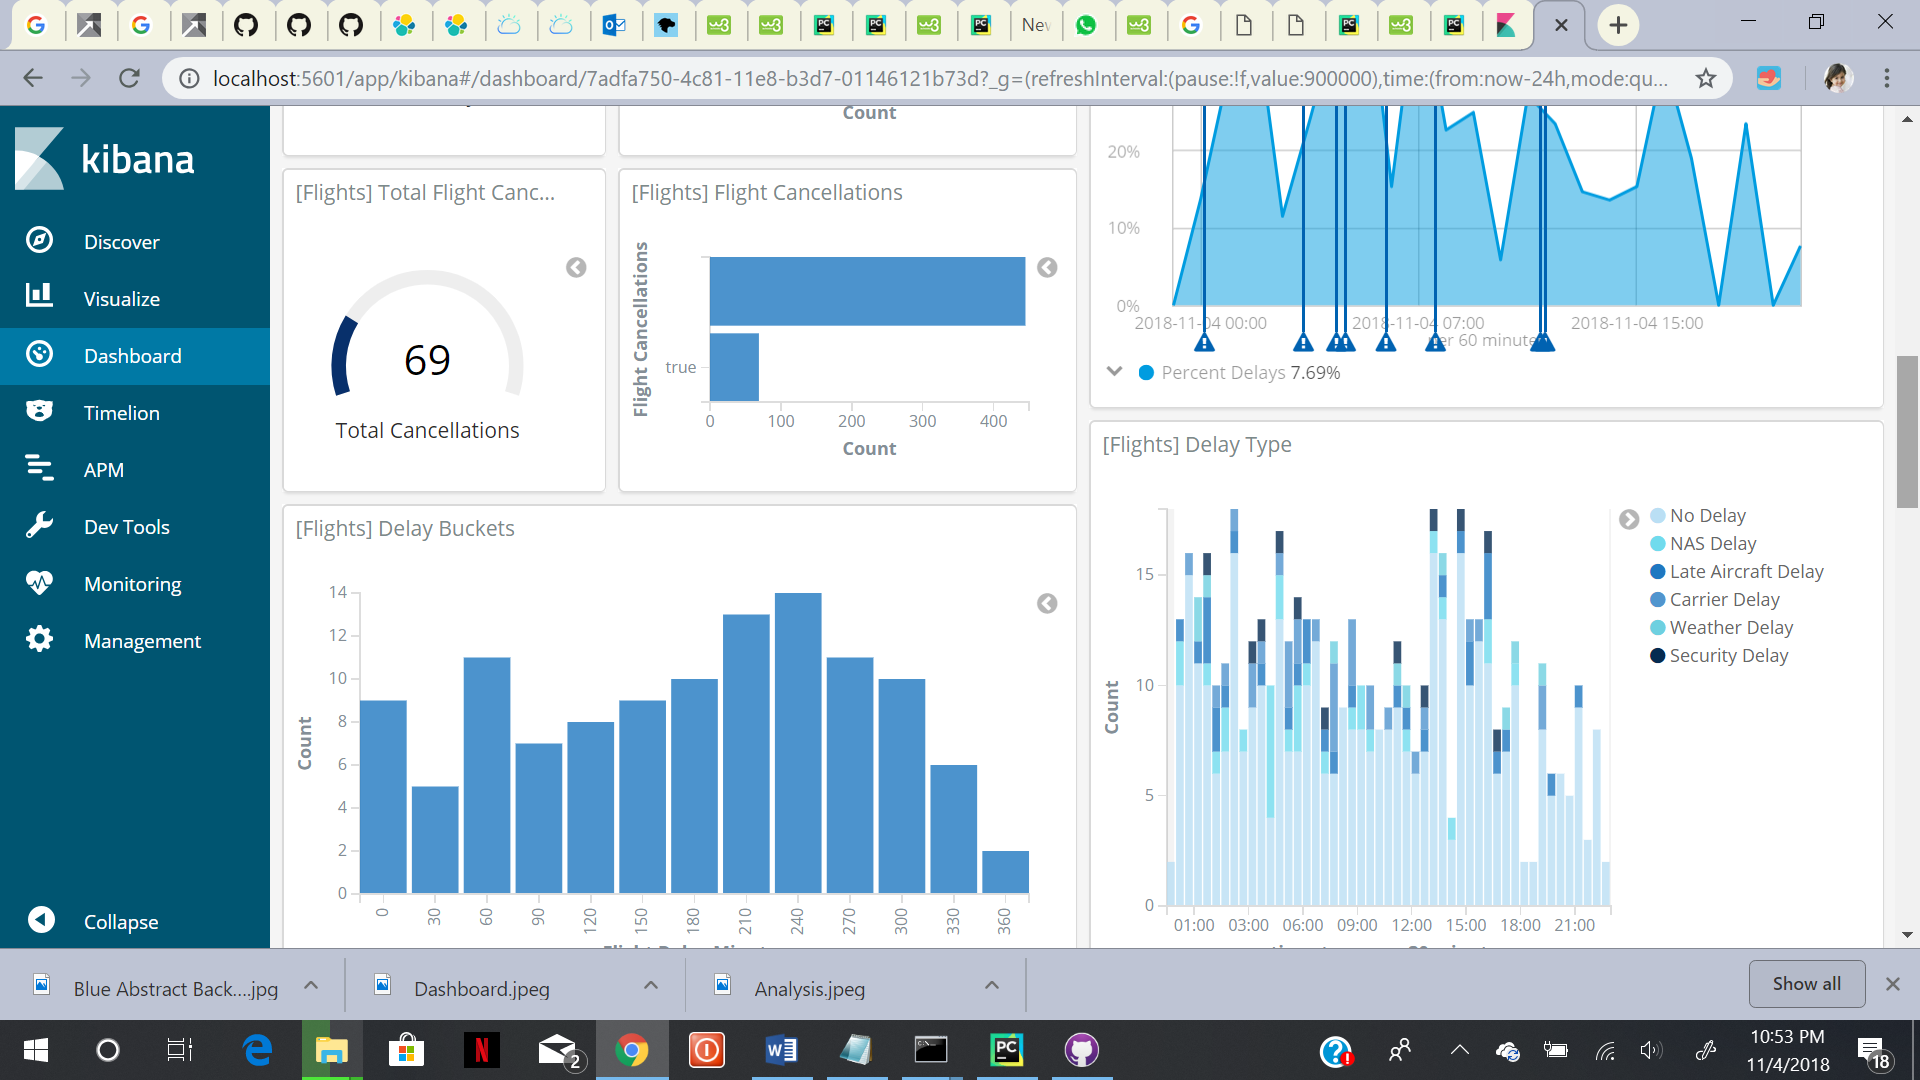 New
localhost:5601/app/kibana#/dashboard/7adfa750-4c81-11e8-b3d7-01146121b73d?_g=(refreshInterval:(pause:!f,value:900000),time:(from:now-24h,mode:qu...
kibana
Discover
Visualize
Dashboard
Timelion
APM
Dev Tools
Monitoring
Management
Collapse
Count
[Flights] Total Flight Canc...
69
Total Cancellations
[Flights] Flight Cancellations
Flight Cancellations
true
0 100 200 300 400
Count
20%
10%
0%
2018-11-04 00:00 2018-11-04 07:00 2018-11-04 15:00
per 60 minutes
Percent Delays 7.69%
[Flights] Delay Buckets
Count
14
12
10
8
6
4
2
0
0 30 60 90 120 150 180 210 240 270 300 330 360
[Flights] Delay Type
Count
15
10
5
0
01:00 03:00 06:00 09:00 12:00 15:00 18:00 21:00
No Delay
NAS Delay
Late Aircraft Delay
Carrier Delay
Weather Delay
Security Delay
Blue Abstract Back....jpg
Dashboard.jpeg
Analysis.jpeg
Show all
2
10:53 PM
11/4/2018
18